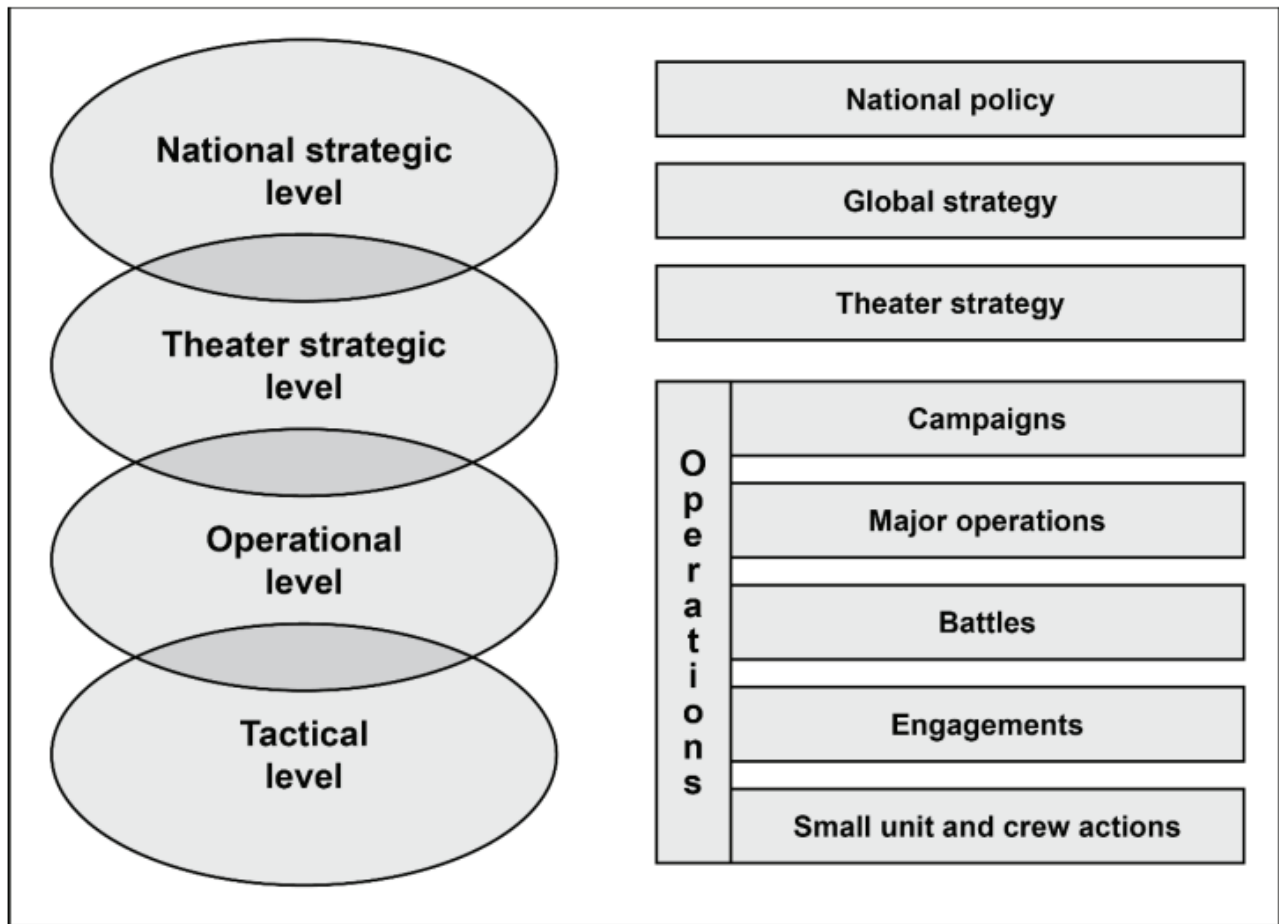 National strategic
level
Theater strategic
level
Operational
level
Tactical
level
National policy
Global strategy
Theater strategy
Operations
Campaigns
Major operations
Battles
Engagements
Small unit and crew actions